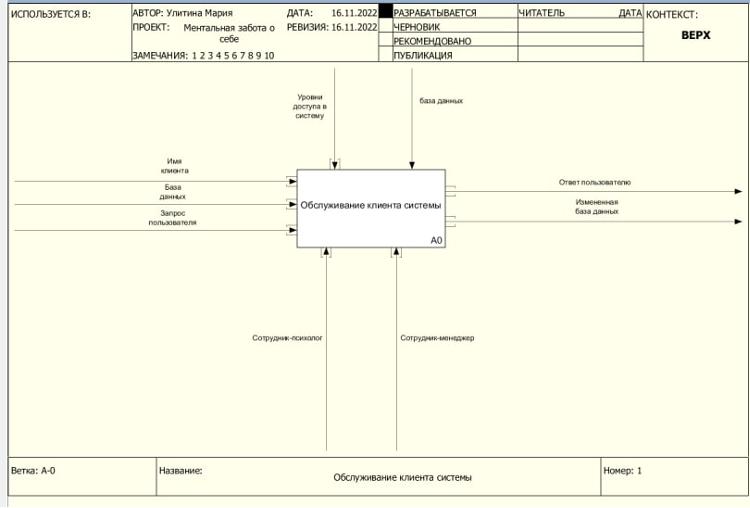 ИСПОЛЬЗУЕТСЯ В:
АВТОР: Улитина Мария
ДАТА: 16.11.2022
РАЗРАБАТЫВАЕТСЯ
ЧИТАТЕЛЬ
ДАТА
КОНТЕКСТ:
ПРОЕКТ: Ментальная забота о
себе
РЕВИЗИЯ: 16.11.2022
ЧЕРНОВИК
РЕКОМЕНДОВАНО
ВЕРХ
ЗАМЕЧАНИЯ: 1 2 3 4 5 6 7 8 9 10
ПУБЛИКАЦИЯ
Уровни
доступа в
систему
база данных
Имя
клиента
База
данных
Запрос
пользователя
Обслуживание клиента системы
A0
Ответ пользователю
Измененная
база данных
Сотрудник-психолог
Сотрудник-менеджер
Ветка: A-0
Название:
Обслуживание клиента системы
Номер: 1